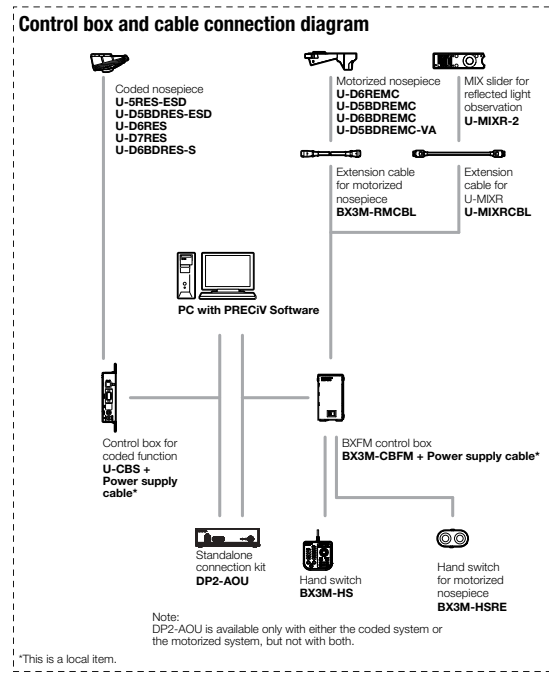 Control box and cable connection diagram
Coded nosepiece
U-5RES-ESD
U-D5BDRES-ESD
U-D6RES
U-D7RES
U-D6BDRES-S
Motorized nosepiece
U-D6REMC
U-D5BDREMC
U-D6BDREMC
U-D5BDREMC-VA
MIX slider for
reflected light
observation
U-MIXR-2
Extension cable
for motorized
nosepiece
BX3M-RMCBL
Extension
cable for
U-MIXR
U-MIXRCBL
PC with PRECiV Software
Control box for
coded function
U-CBS +
Power supply
cable*
BXFM control box
BX3M-CBFM + Power supply cable*
Standalone
connection kit
DP2-AOU
Hand switch
BX3M-HS
Hand switch
for motorized
nosepiece
BX3M-HSRE
Note:
DP2-AOU is available only with either the coded system or
the motorized system, but not with both.
*This is a local item.